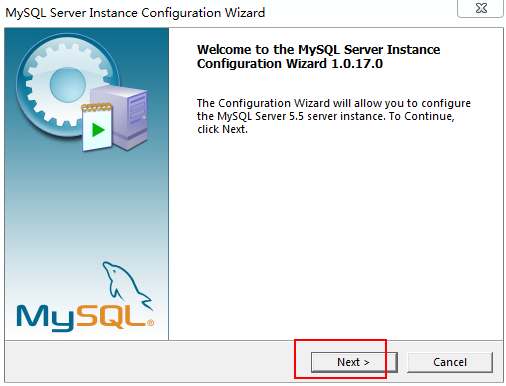 MySQL Server Instance Configuration Wizard
Welcome to the MySQL Server Instance
Configuration Wizard 1.0.17.0
The Configuration Wizard will allow you to configure
the MySQL Server 5.5 server instance. To Continue,
click Next.
MySQL®
Next >
Cancel